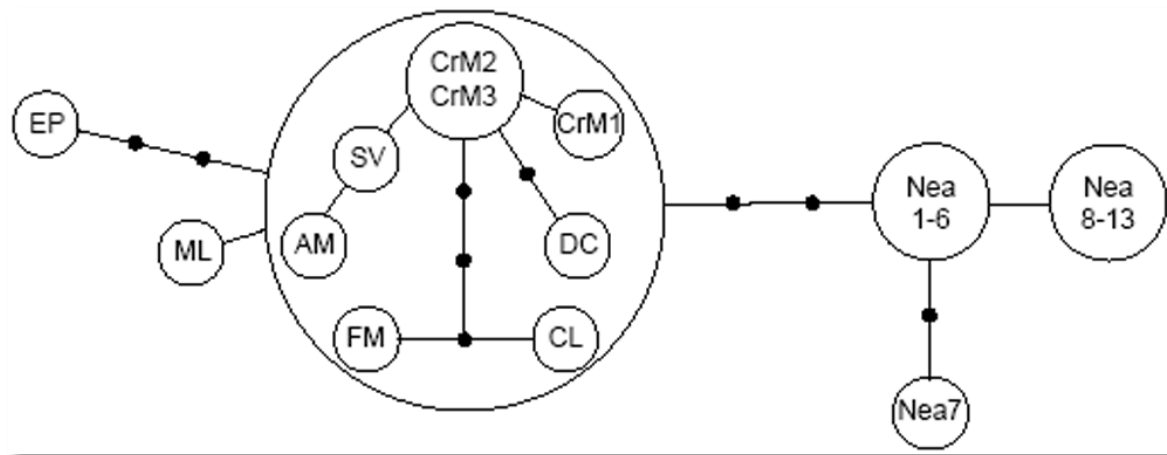 CrM2
CrM3
EP
CrM1
SV
AM
ML
DC
FM
CL
Nea
1-6
Nea
8-13
Nea7